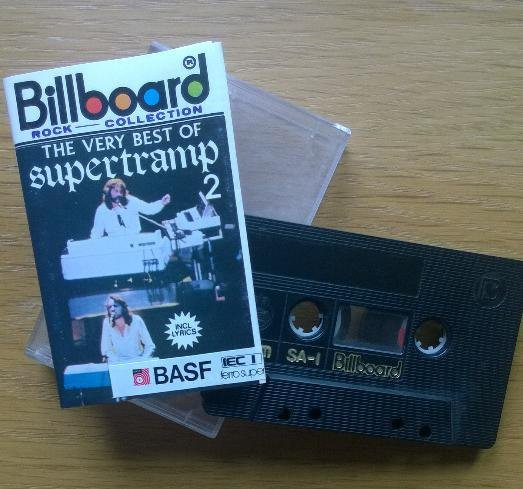 Billboard®
ROCK COLLECTION
THE VERY BEST OF
supertramp
2
INCL
LYRICS
BASF
IEC I
ferro super
SA-I
Billboard